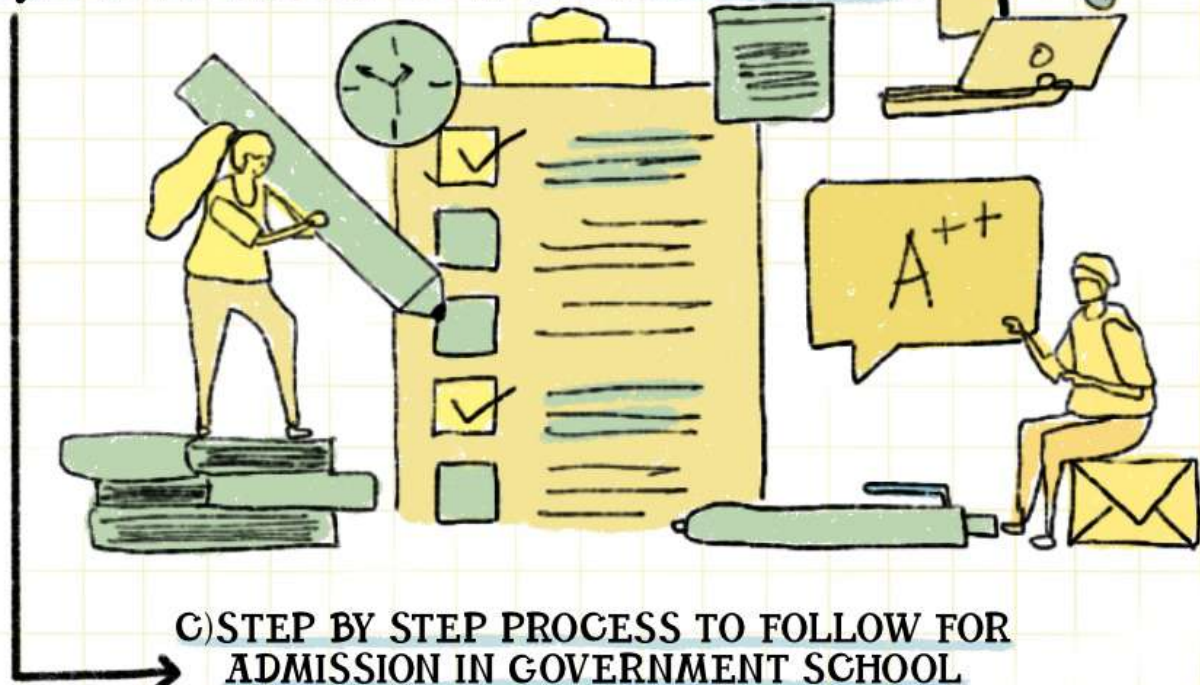 A++
C)STEP BY STEP PROCESS TO FOLLOW FOR
ADMISSION IN GOVERNMENT SCHOOL